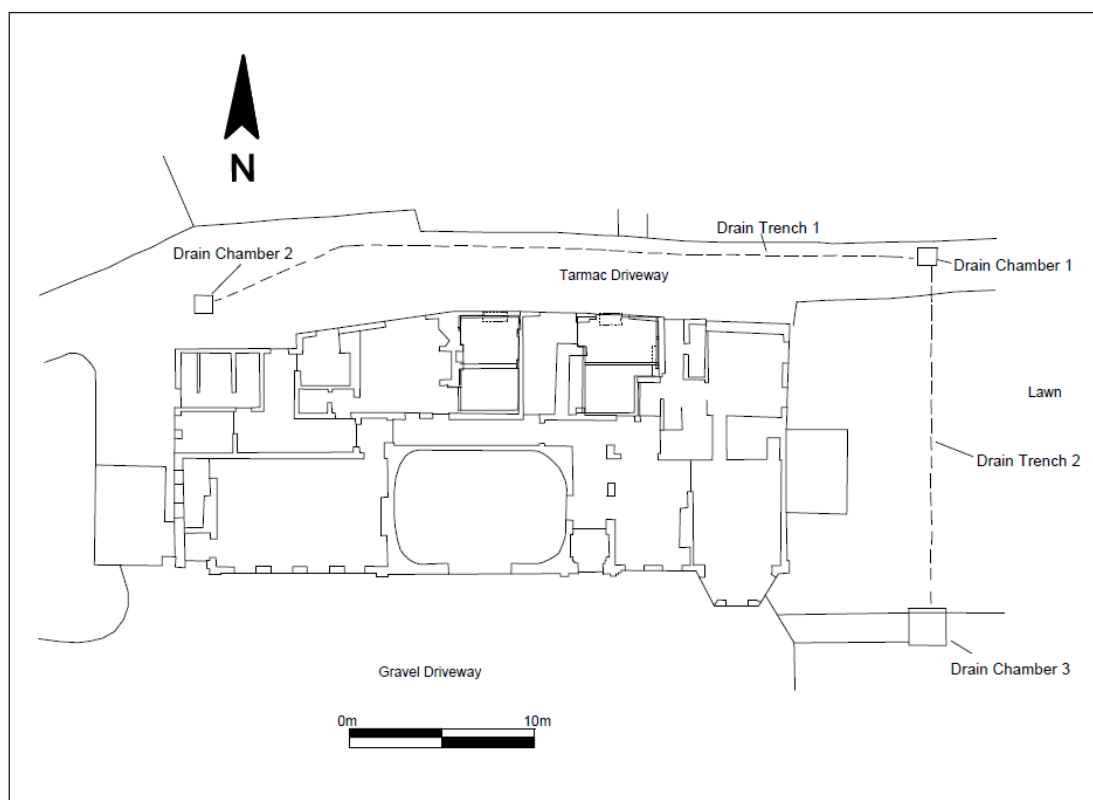 N
Drain Trench 1
Drain Chamber 2
Drain Chamber 1
Tarmac Driveway
Lawn
Drain Trench 2
Gravel Driveway
Drain Chamber 3
0m 10m